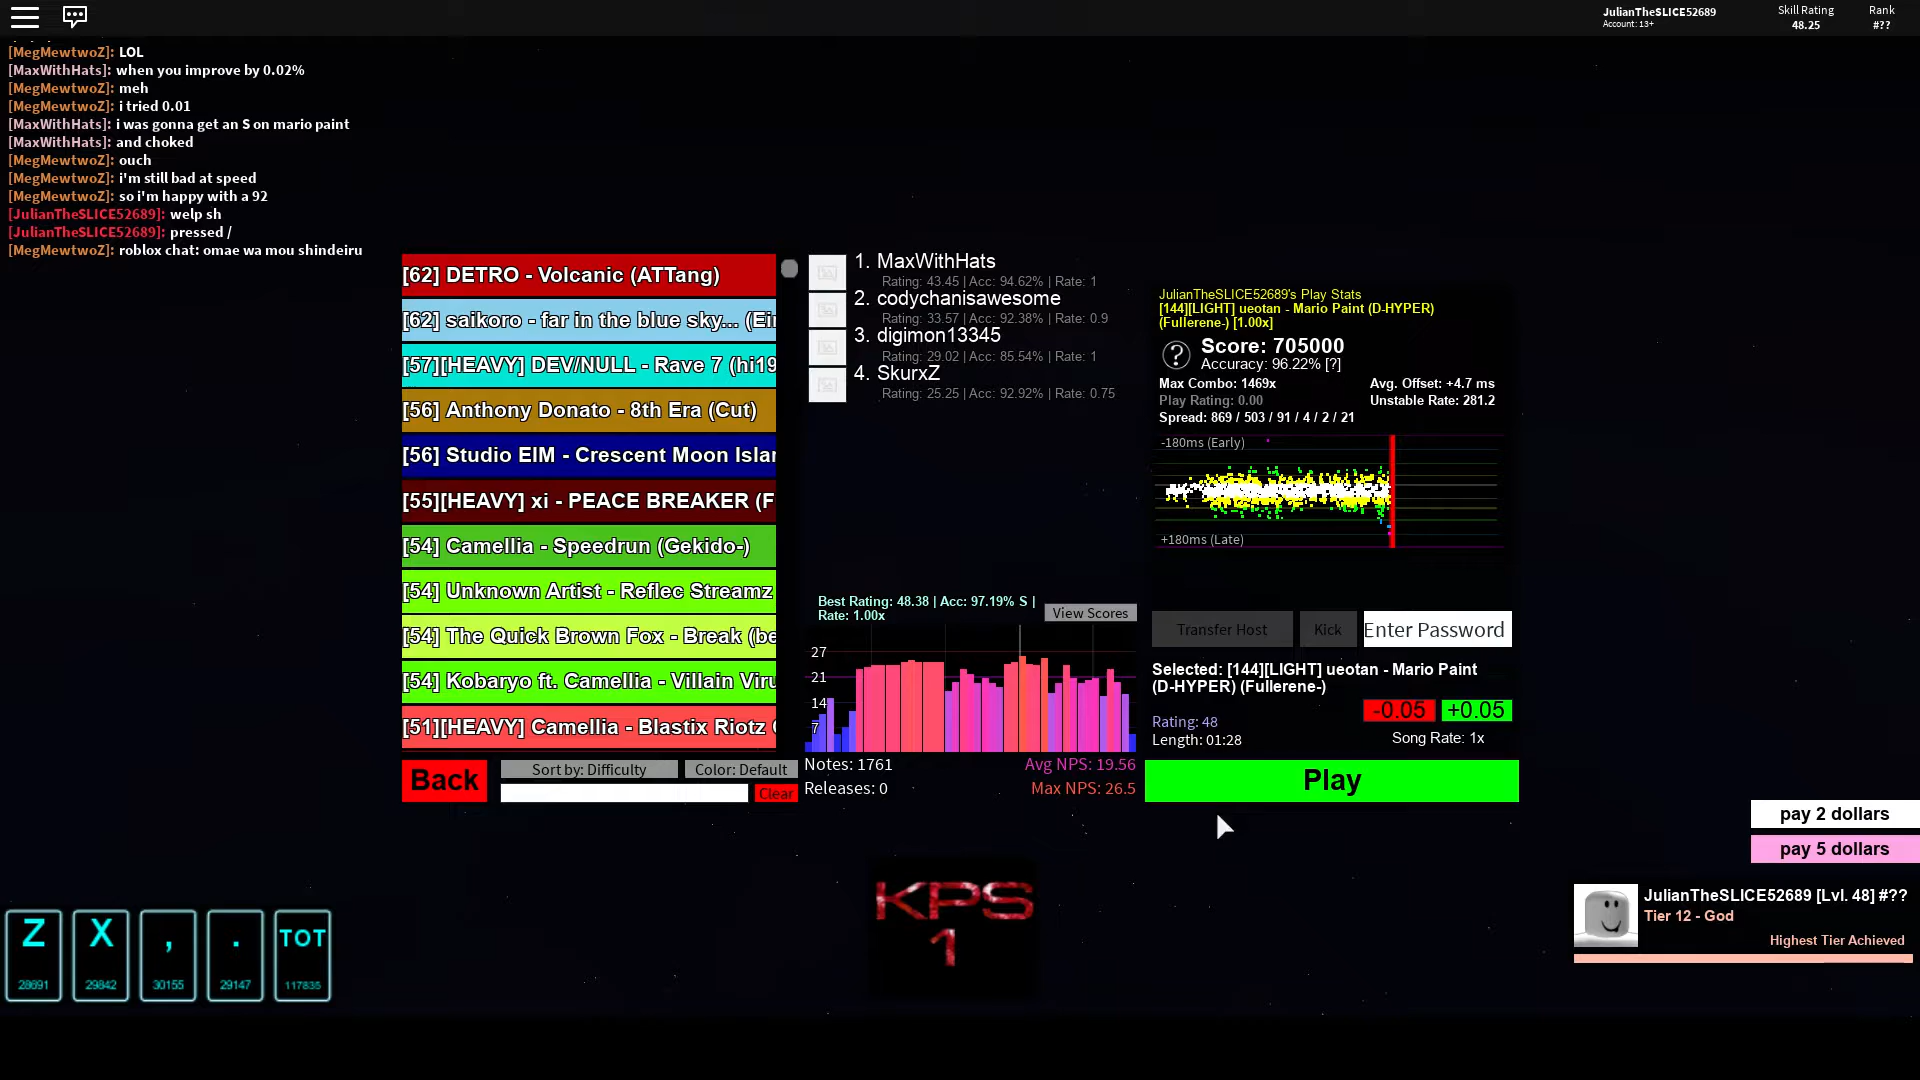 JulianTheSLICE52689
Account: 13+
Skill Rating
48.25
Rank
#??
[MegMewtwoZ]: LOL
[MaxWithHats]: when you improve by 0.02%
[MegMewtwoZ]: meh
[MegMewtwoZ]: i tried 0.01
[MaxWithHats]: i was gonna get an S on mario paint
[MaxWithHats]: and choked
[MegMewtwoZ]: ouch
[MegMewtwoZ]: i'm still bad at speed
[MegMewtwoZ]: so i'm happy with a 92
[JulianTheSLICE52689]: welp sh
[JulianTheSLICE52689]: pressed /
[MegMewtwoZ]: roblox chat: omae wa mou shindeiru
[62] DETRO - Volcanic (ATTang)
[62] saikoro - far in the blue sky... (Ein
[57][HEAVY] DEV/NULL - Rave 7 (hi19
[56] Anthony Donato - 8th Era (Cut)
[56] Studio EIM - Crescent Moon Islan
[55][HEAVY] xi - PEACE BREAKER (F
[54] Camellia - Speedrun (Gekido-)
[54] Unknown Artist - Reflec Streamz
[54] The Quick Brown Fox - Break (be
[54] Kobaryo ft. Camellia - Villain Viru
[51][HEAVY] Camellia - Blastix Riotz
Back
Sort by: Difficulty
Color: Default
Clear
1. MaxWithHats
Rating: 43.45 | Acc: 94.62% | Rate: 1
2. codychanisawesome
Rating: 33.57 | Acc: 92.38% | Rate: 0.9
3. digimon13345
Rating: 29.02 | Acc: 85.54% | Rate: 1
4. SkurxZ
Rating: 25.25 | Acc: 92.92% | Rate: 0.75
Best Rating: 48.38 | Acc: 97.19% S |
Rate: 1.00x
View Scores
27
21
14
7
Notes: 1761
Avg NPS: 19.56
Releases: 0
Max NPS: 26.5
JulianTheSLICE52689's Play Stats
[144][LIGHT] ueotan - Mario Paint (D-HYPER)
(Fullerene-) [1.00x]
?
Score: 705000
Accuracy: 96.22% [?]
Max Combo: 1469x
Avg. Offset: +4.7 ms
Play Rating: 0.00
Unstable Rate: 281.2
Spread: 869 / 503 / 91 / 4 / 2 / 21
-180ms (Early)
+180ms (Late)
Transfer Host
Kick
Enter Password
Selected: [144][LIGHT] ueotan - Mario Paint
(D-HYPER) (Fullerene-)
Rating: 48
Length: 01:28
-0.05
+0.05
Song Rate: 1x
Play
pay 2 dollars
pay 5 dollars
JulianTheSLICE52689 [Lvl. 48] #??
Tier 12 - God
Highest Tier Achieved
KPS
1
Z
X
,
.
TOT
28691
29842
30155
29147
117835